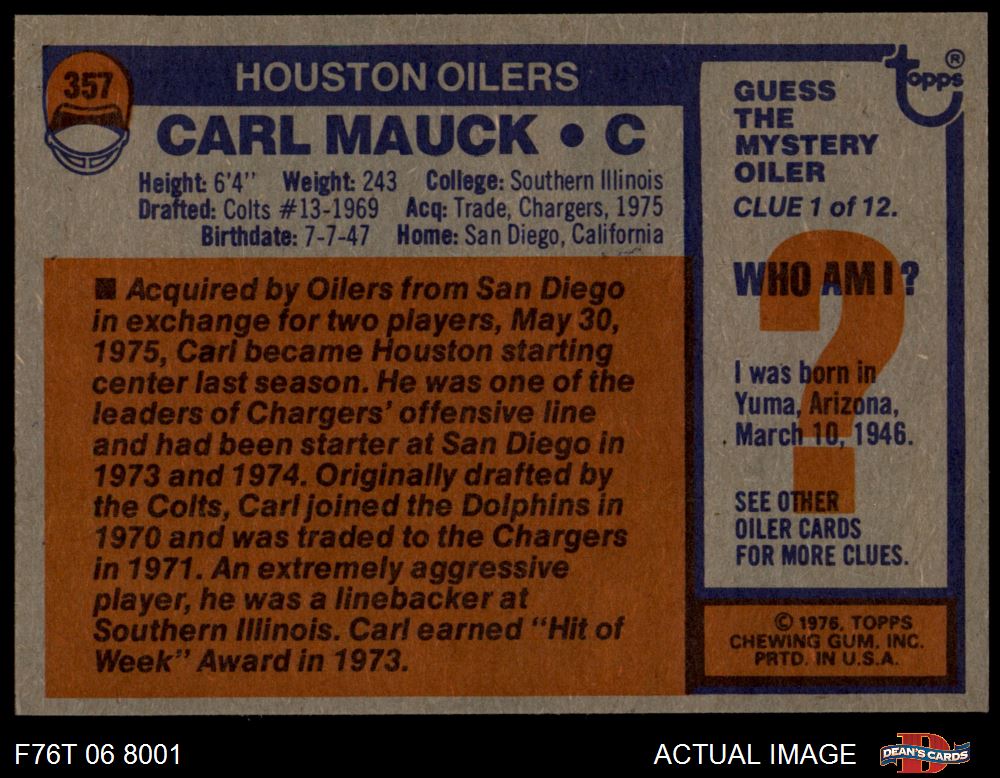 357
HOUSTON OILERS
CARL MAUCK • C
Height: 6'4" Weight: 243 College: Southern Illinois
Drafted: Colts #13-1969 Acq: Trade, Chargers, 1975
Birthdate: 7-7-47 Home: San Diego, California
■ Acquired by Oilers from San Diego
in exchange for two players, May 30,
1975, Carl became Houston starting
center last season. He was one of the
leaders of Chargers' offensive line
and had been starter at San Diego in
1973 and 1974. Originally drafted by
the Colts, Carl joined the Dolphins in
1970 and was traded to the Chargers
in 1971. An extremely aggressive
player, he was a linebacker at
Southern Illinois. Carl earned "Hit of
Week" Award in 1973.
topps®
GUESS
THE
MYSTERY
OILER
CLUE 1 of 12.
?
WHO AM I?
I was born in
Yuma, Arizona,
March 10, 1946.
SEE OTHER
OILER CARDS
FOR MORE CLUES.
© 1976, TOPPS
CHEWING GUM, INC.
PRTD. IN U.S.A.
F76T 06 8001
ACTUAL IMAGE
D
DEAN'S CARDS